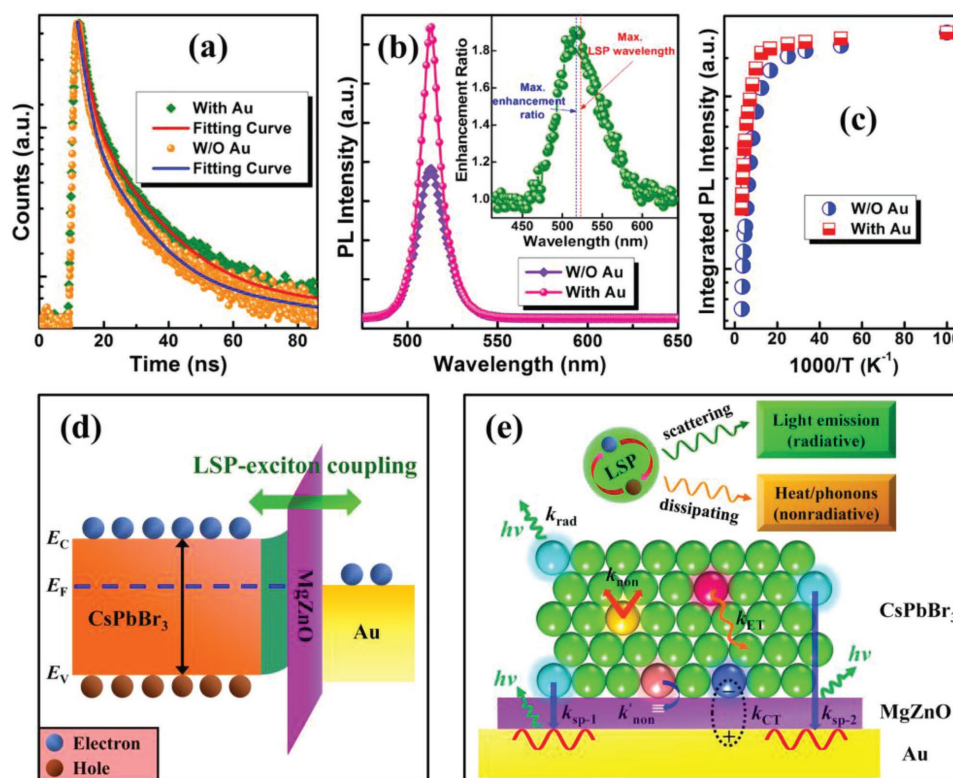 (a)
With Au
Fitting Curve
W/O Au
Fitting Curve
Counts (a.u.)
0 20 40 60 80
Time (ns)
(b)
PL Intensity (a.u.)
Enhancement Ratio
1.8
1.6
1.4
1.2
1.0
Max.
LSP wavelength
Max.
enhancement
ratio
450 500 550 600
Wavelength (nm)
W/O Au
With Au
500 550 600 650
Wavelength (nm)
(c)
Integrated PL Intensity (a.u.)
W/O Au
With Au
0 25 50 75 100
1000/T (K⁻¹)
(d)
LSP-exciton coupling
E_C
E_F
E_V
CsPbBr₃
MgZnO
Au
Electron
Hole
(e)
LSP
scattering
dissipating
Light emission
(radiative)
Heat/phonons
(nonradiative)
hν
k_rad
k_non
k_ET
CsPbBr₃
hν
hν
k_sp-1
k'_non
≡
−
+
k_CT
k_sp-2
MgZnO
Au